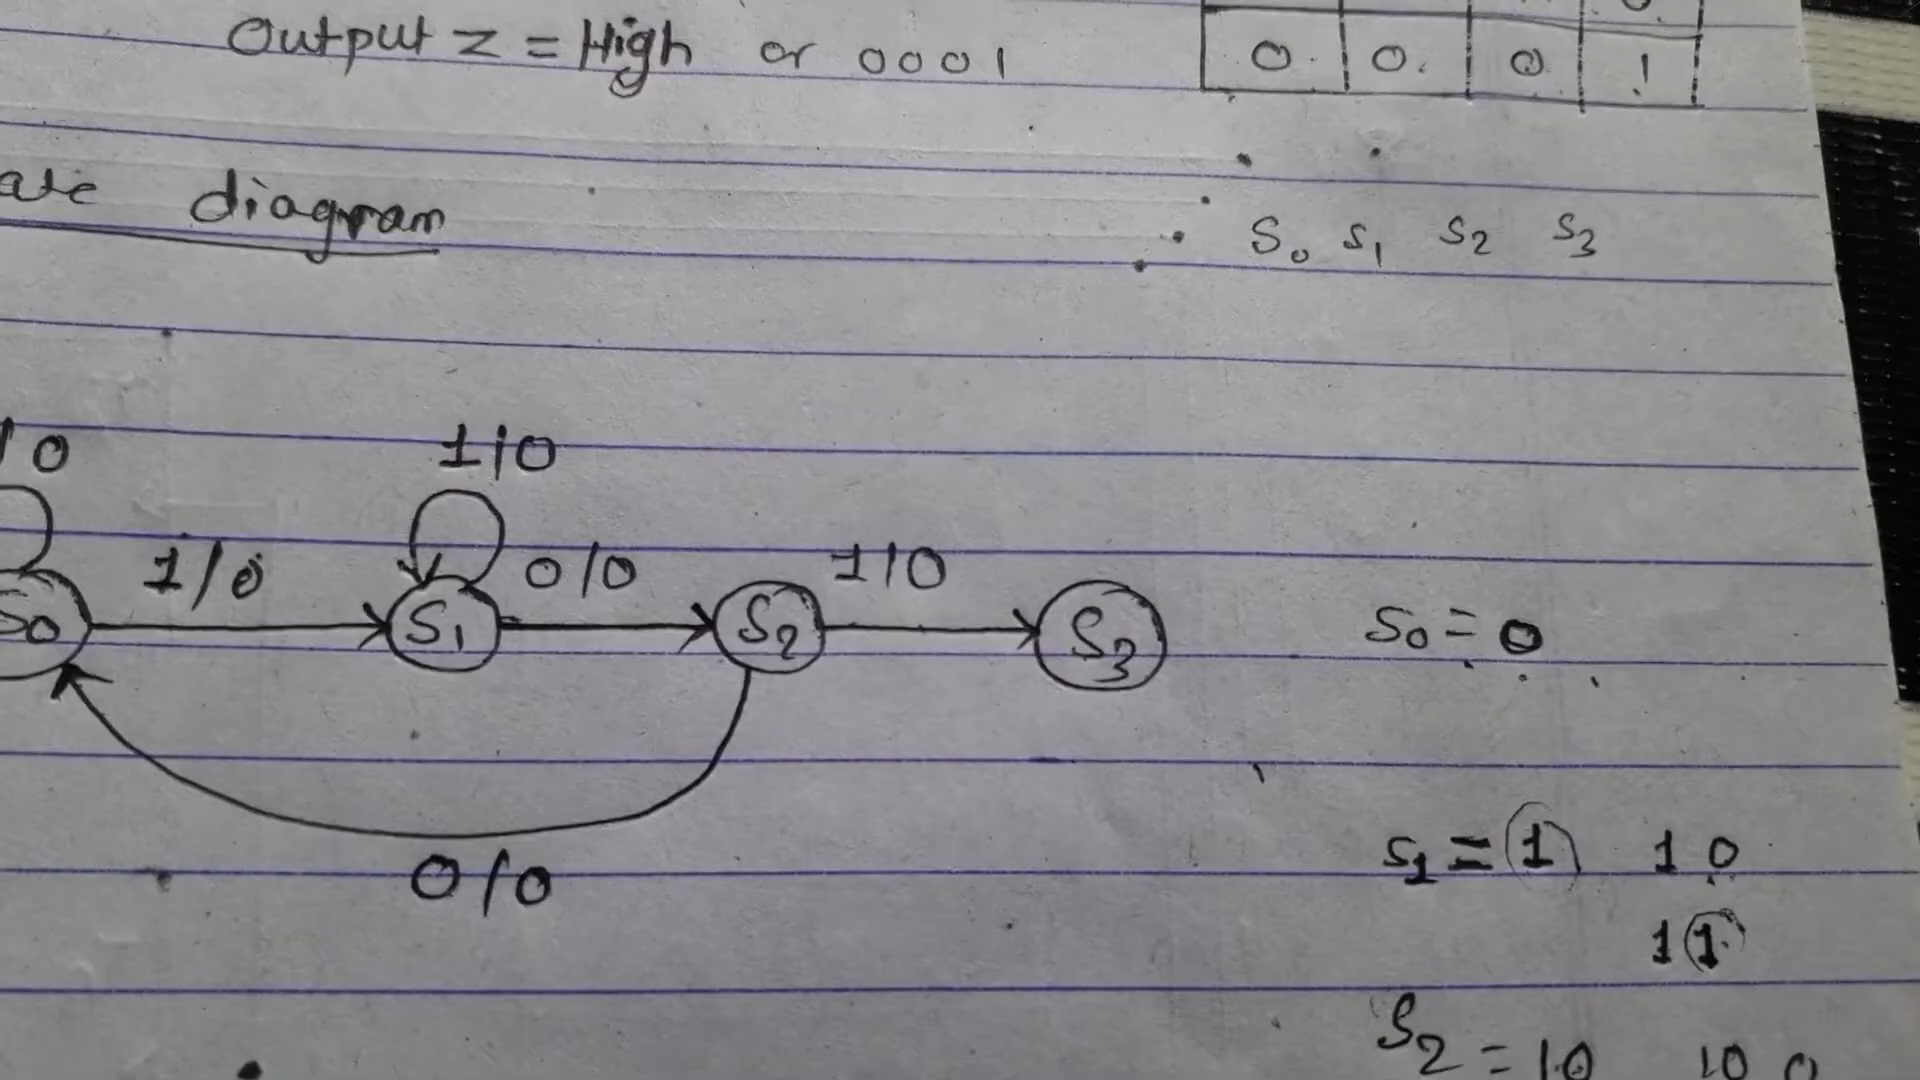 Output z = High or 0001
0 0 0 1
diagram
S0 S1 S2 S3
0 1/0
1/0 0/0 1/0
S0 S1 S2 S3 S0 = 0
S1 = 1 1 0
0/0
1 1
S2 = 10 10 0